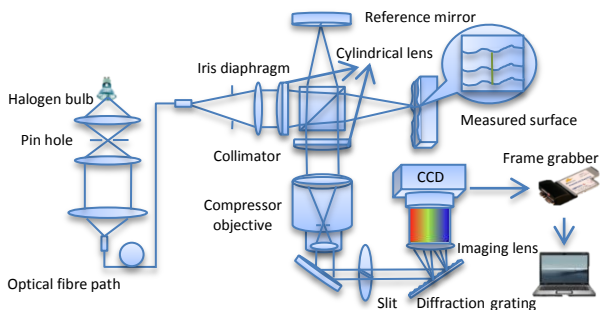 Reference mirror
Cylindrical lens
Iris diaphragm
Halogen bulb
Pin hole
Measured surface
Collimator
Frame grabber
CCD
Compressor
objective
Imaging lens
Optical fibre path
Slit
Diffraction grating